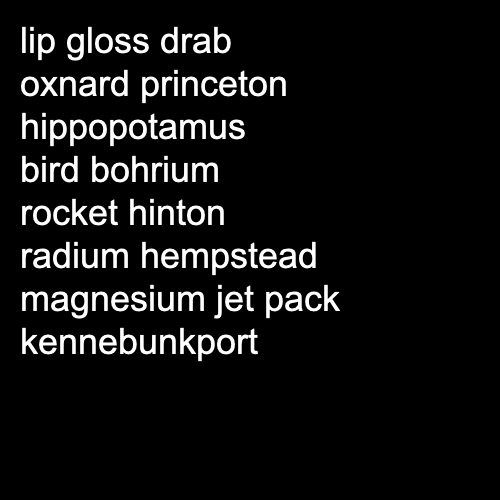 lip gloss drab
oxnard princeton
hippopotamus
bird bohrium
rocket hinton
radium hempstead
magnesium jet pack
kennebunkport